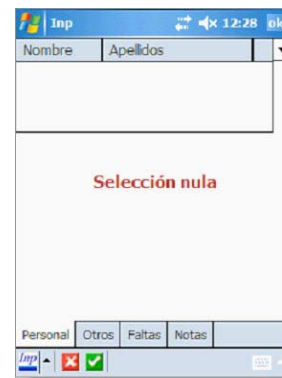 Inp 12:28 ok
Nombre Apellidos
Selección nula
Personal Otros Faltas Notas
Inp